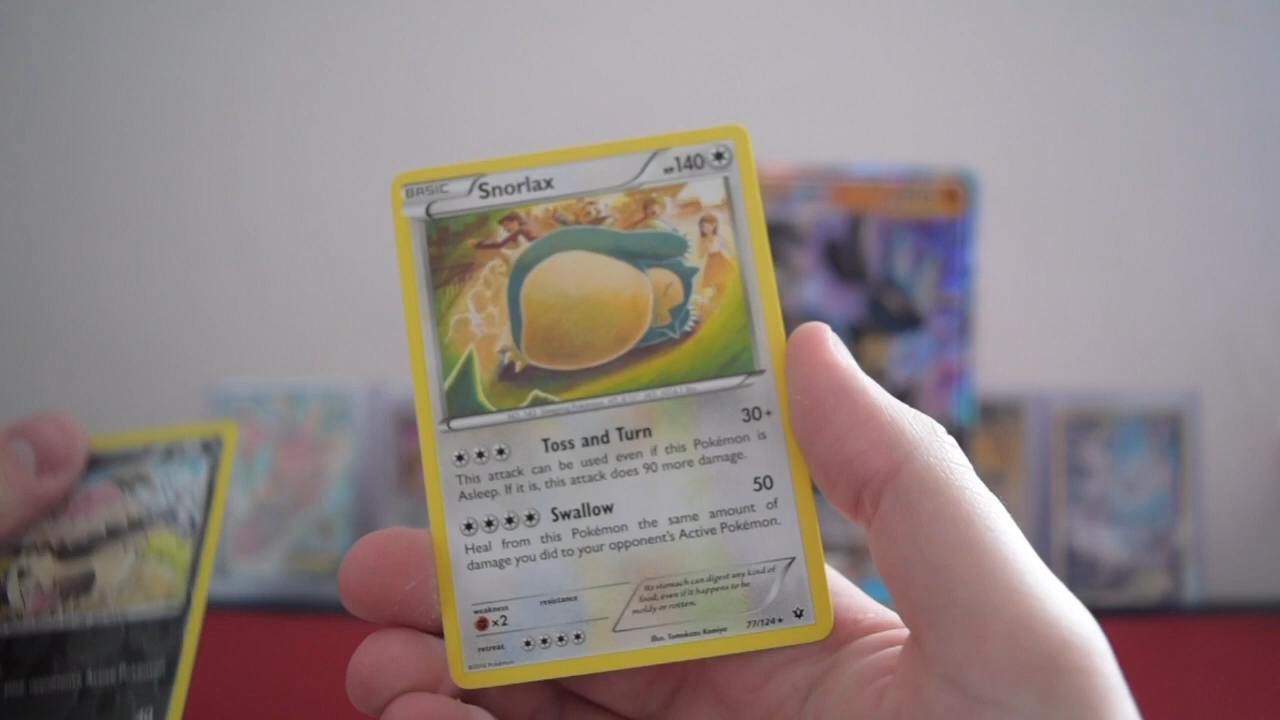 BASIC Snorlax HP140
Toss and Turn 30+
This attack can be used even if this Pokémon is
Asleep. If it is, this attack does 90 more damage.
Swallow 50
Heal from this Pokémon the same amount of
damage you did to your opponent's Active Pokémon.
weakness resistance
×2
retreat
Its stomach can digest any kind of
food, even if it happens to be
moldy or rotten.
Illus. Tomokazu Komiya 77/124★
©2016 Pokémon